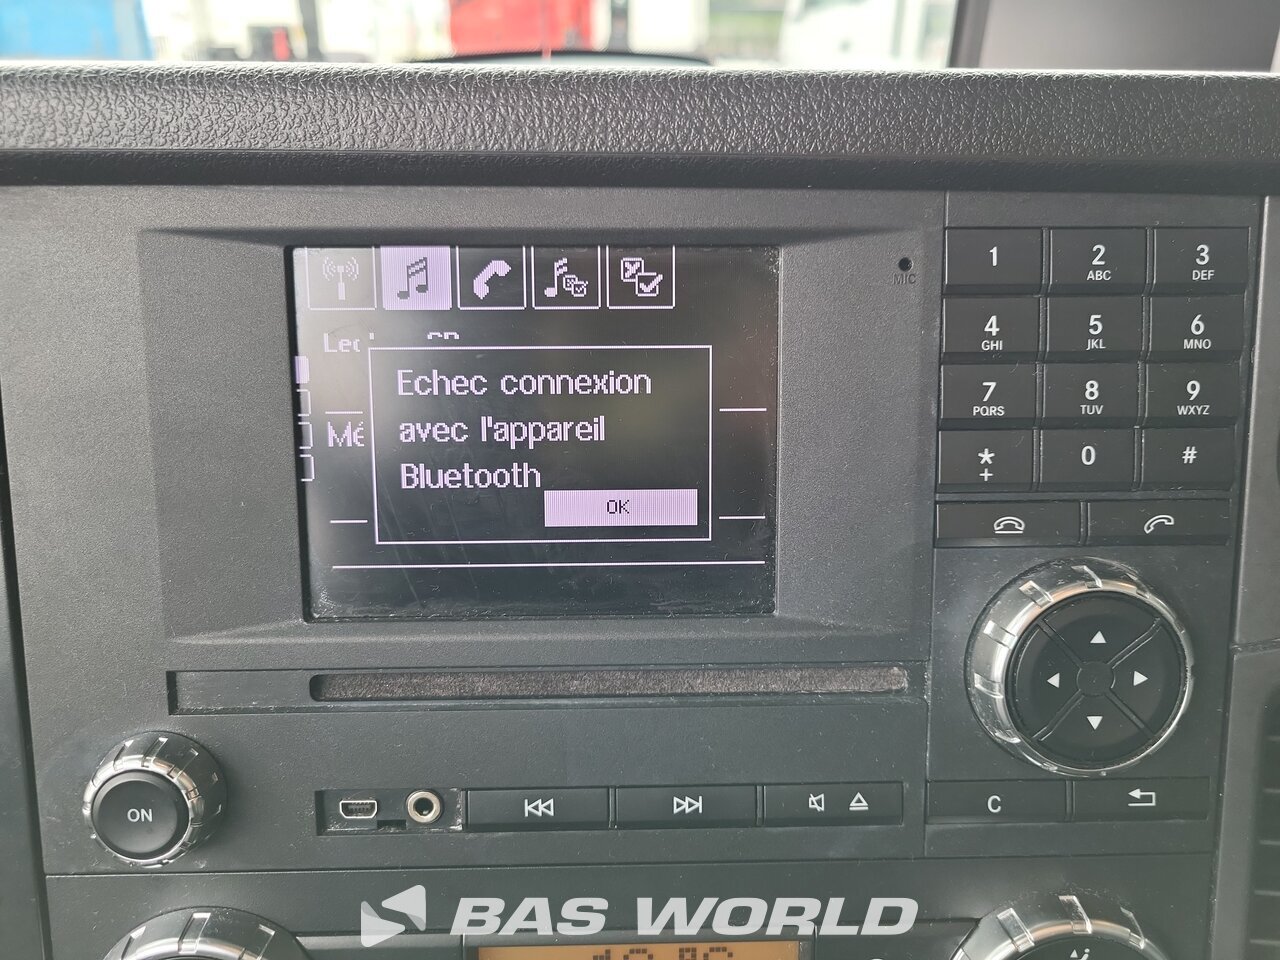 MIC
Echec connexion
avec l'appareil
Bluetooth
OK
Mé
1
2
ABC
3
DEF
4
GHI
5
JKL
6
MNO
7
PQRS
8
TUV
9
WXYZ
*
+
0
#
ON
C
BAS WORLD